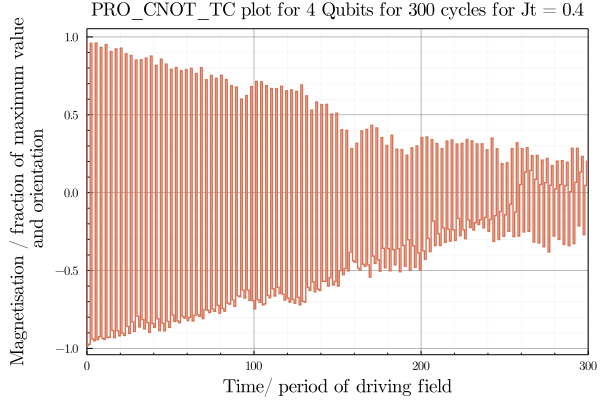 PRO_CNOT_TC plot for 4 Qubits for 300 cycles for Jt = 0.4
Magnetisation / fraction of maximum value
and orientation
1.0
0.5
0.0
−0.5
−1.0
0
100
200
300
Time/ period of driving field